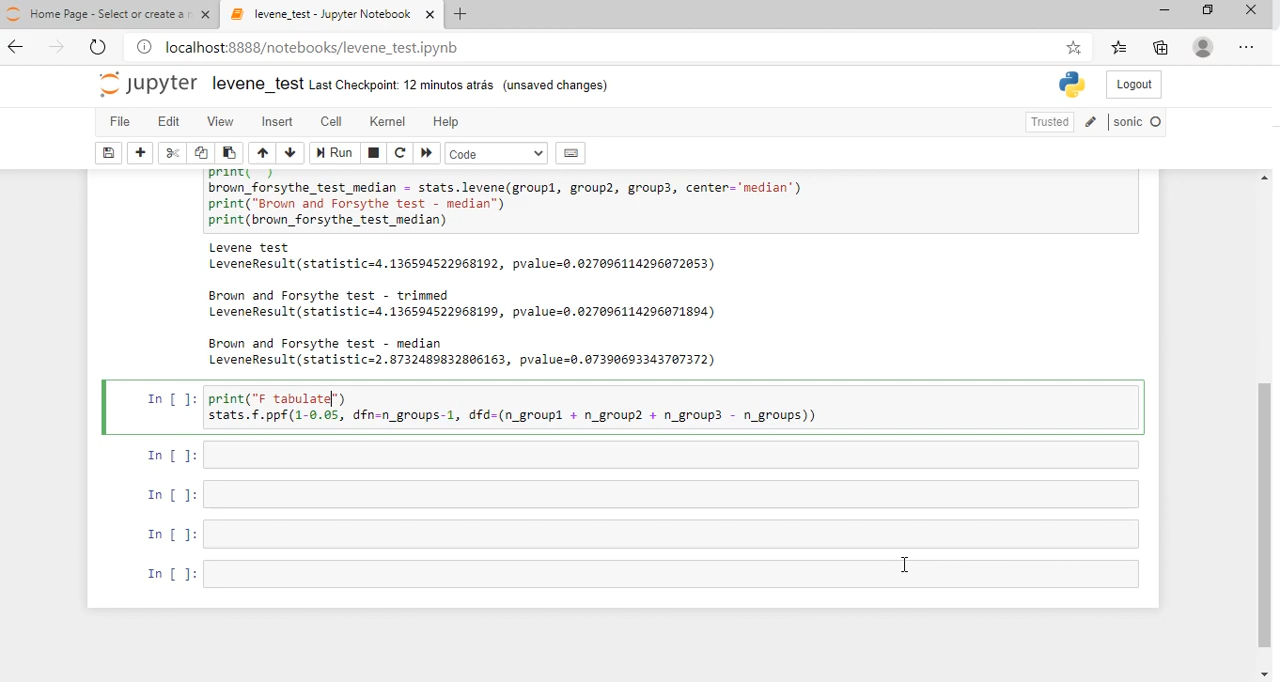 Home Page - Select or create a n
levene_test - Jupyter Notebook
localhost:8888/notebooks/levene_test.ipynb
jupyter levene_test Last Checkpoint: 12 minutos atrás (unsaved changes)
Logout
File Edit View Insert Cell Kernel Help
Trusted sonic
Run Code
print(" ")
brown_forsythe_test_median = stats.levene(group1, group2, group3, center='median')
print("Brown and Forsythe test - median")
print(brown_forsythe_test_median)
Levene test
LeveneResult(statistic=4.136594522968192, pvalue=0.027096114296072053)
Brown and Forsythe test - trimmed
LeveneResult(statistic=4.136594522968199, pvalue=0.027096114296071894)
Brown and Forsythe test - median
LeveneResult(statistic=2.8732489832806163, pvalue=0.07390693343707372)
In [ ]: print("F tabulate")
stats.f.ppf(1-0.05, dfn=n_groups-1, dfd=(n_group1 + n_group2 + n_group3 - n_groups))
In [ ]:
In [ ]:
In [ ]:
In [ ]: